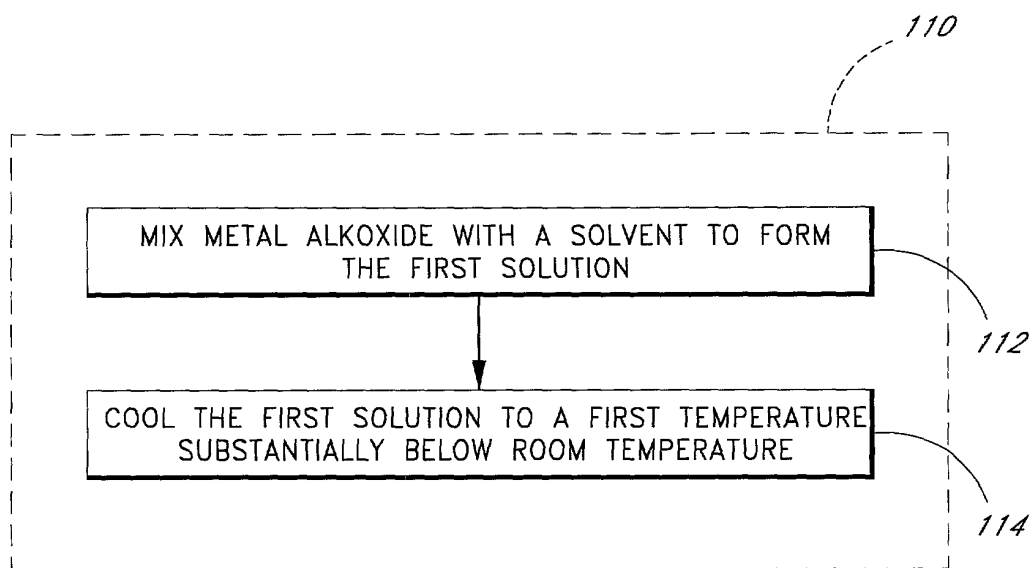 110
MIX METAL ALKOXIDE WITH A SOLVENT TO FORM
THE FIRST SOLUTION
112
COOL THE FIRST SOLUTION TO A FIRST TEMPERATURE
SUBSTANTIALLY BELOW ROOM TEMPERATURE
114